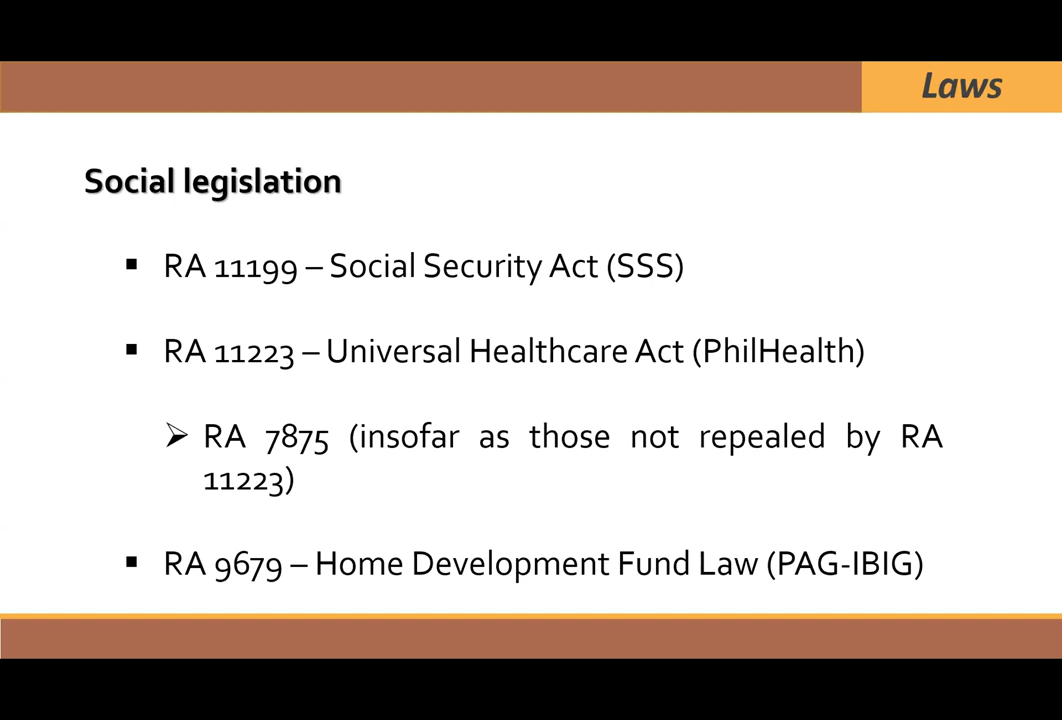 Laws
Social legislation
▪ RA 11199 – Social Security Act (SSS)
▪ RA 11223 – Universal Healthcare Act (PhilHealth)
➢ RA 7875 (insofar as those not repealed by RA
11223)
▪ RA 9679 – Home Development Fund Law (PAG-IBIG)